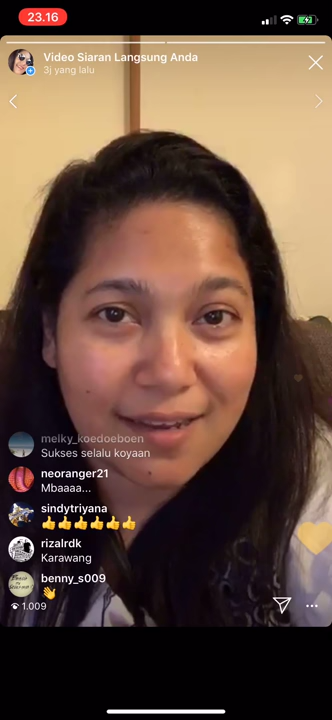 23.16
Video Siaran Langsung Anda
3j yang lalu
melky_koedoeboen
Sukses selalu koyaan
neoranger21
Mbaaaa...
sindytriyana
👍👍👍👍👍👍
rizalrdk
Karawang
benny_s009
👋
1.009